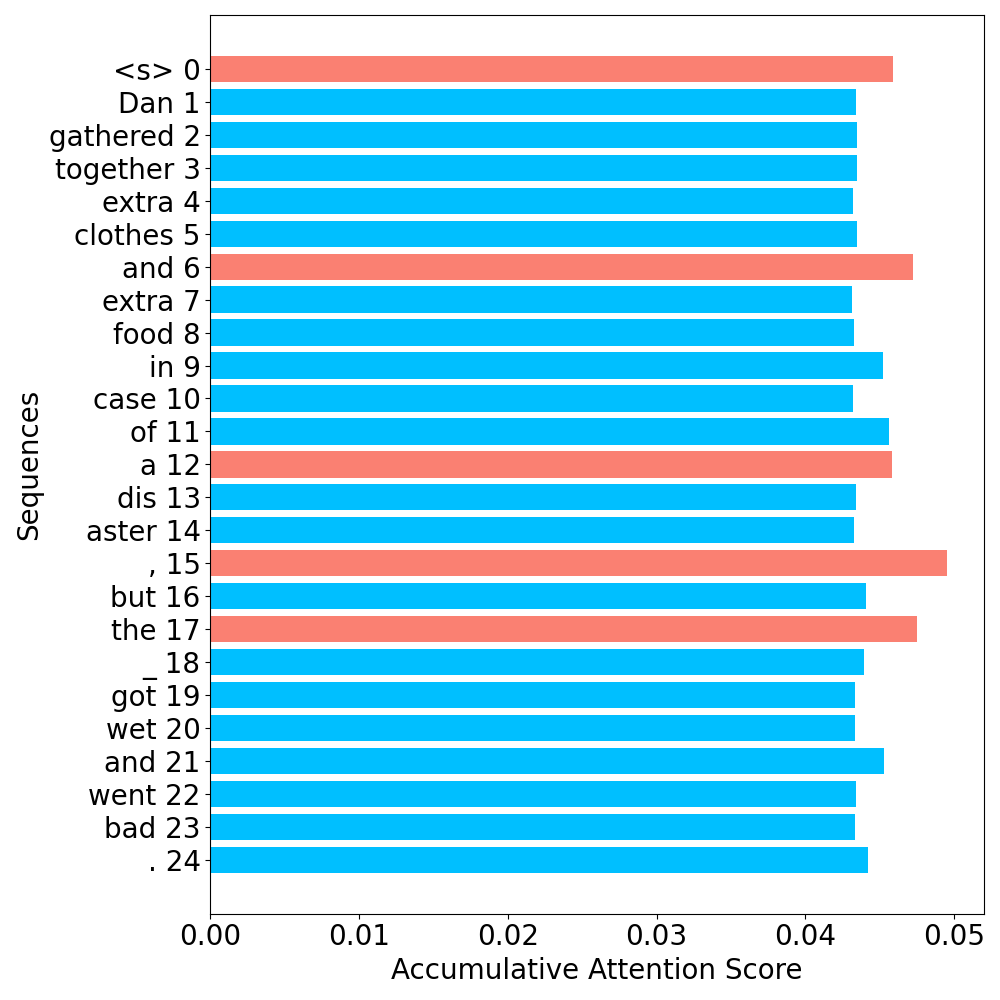 <s> 0
Dan 1
gathered 2
together 3
extra 4
clothes 5
and 6
extra 7
food 8
in 9
case 10
of 11
a 12
dis 13
aster 14
, 15
but 16
the 17
_ 18
got 19
wet 20
and 21
went 22
bad 23
. 24
Sequences
0.00 0.01 0.02 0.03 0.04 0.05
Accumulative Attention Score